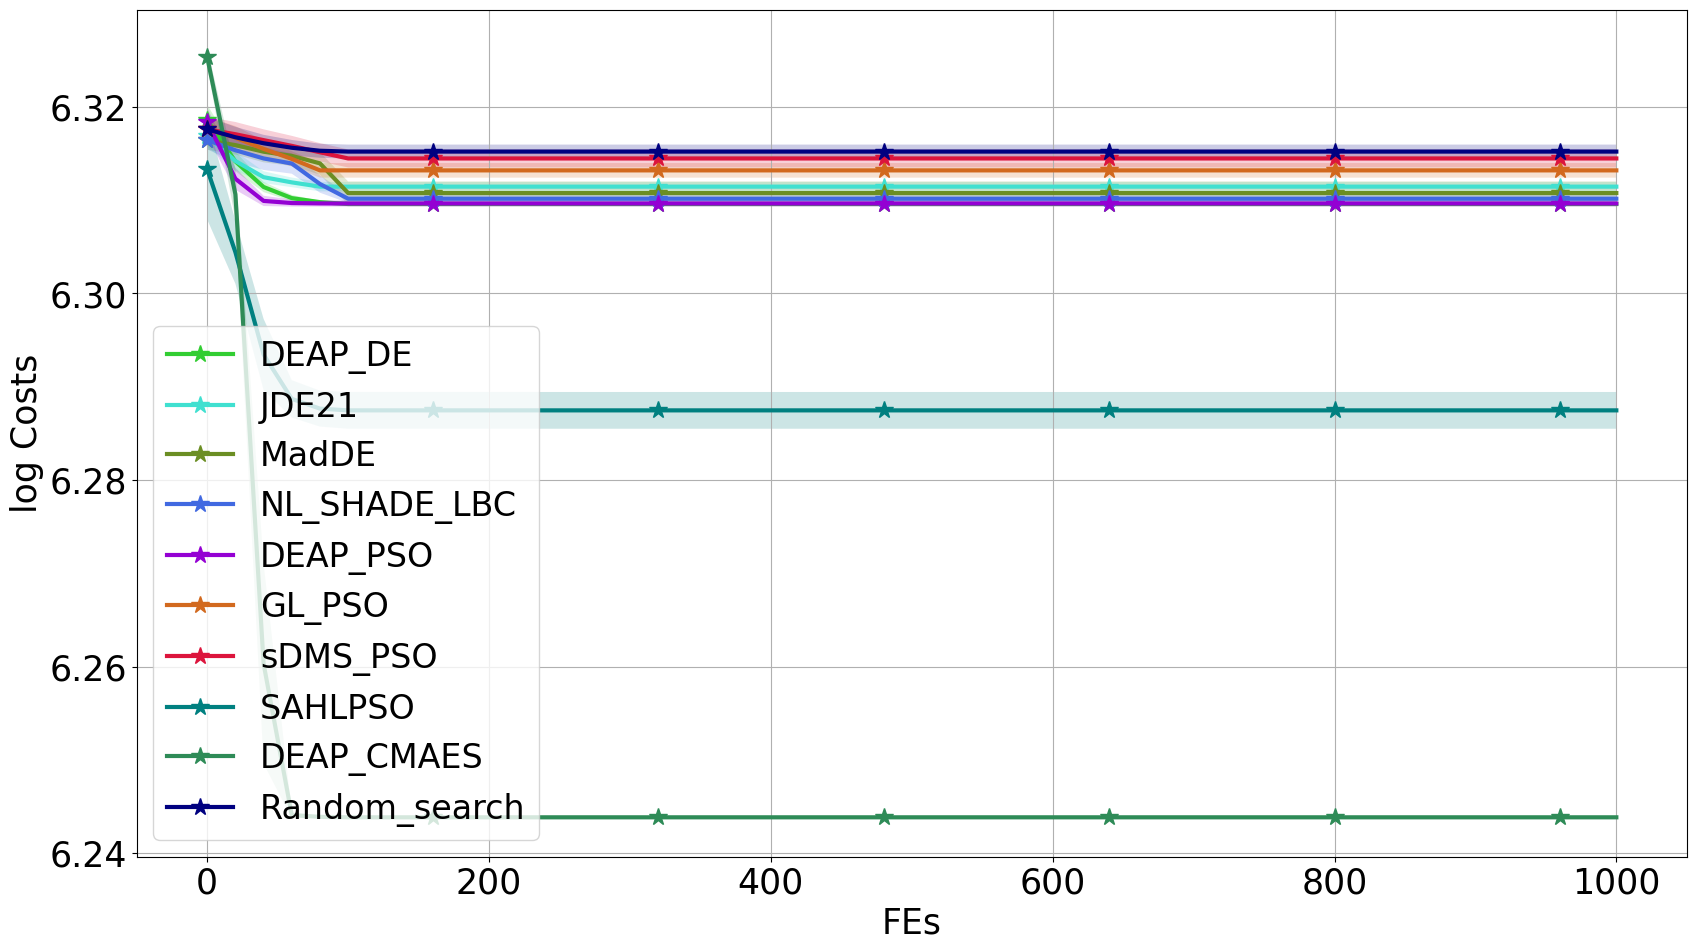 6.32
6.30
6.28
6.26
6.24
log Costs
DEAP_DE
JDE21
MadDE
NL_SHADE_LBC
DEAP_PSO
GL_PSO
sDMS_PSO
SAHLPSO
DEAP_CMAES
Random_search
0 200 400 600 800 1000
FEs